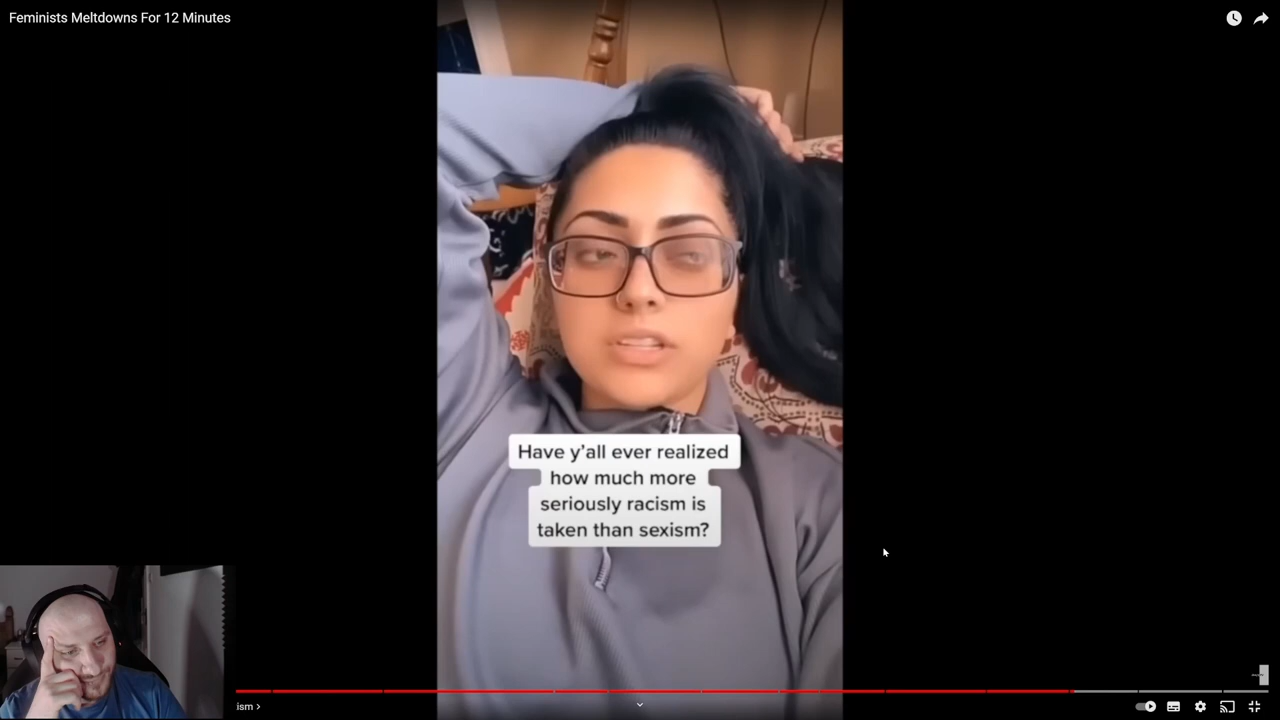 Feminists Meltdowns For 12 Minutes
Have y'all ever realized
how much more
seriously racism is
taken than sexism?
ism >